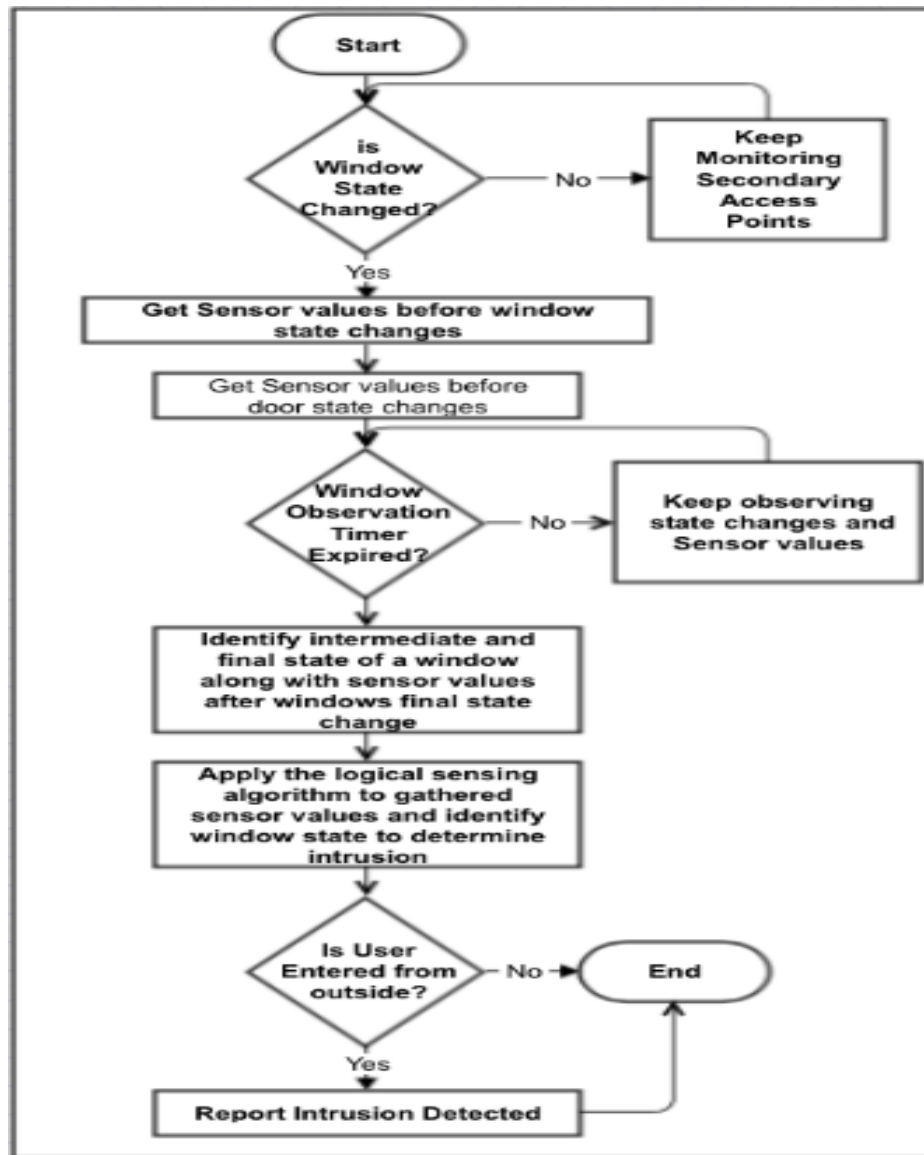 Start
is
Window
State
Changed?
No
Keep
Monitoring
Secondary
Access
Points
Yes
Get Sensor values before window
state changes
Get Sensor values before
door state changes
Window
Observation
Timer
Expired?
No
Keep observing
state changes and
Sensor values
Identify intermediate and
final state of a window
along with sensor values
after windows final state
change
Apply the logical sensing
algorithm to gathered
sensor values and identify
window state to determine
intrusion
Is User
Entered from
outside?
No
End
Yes
Report Intrusion Detected